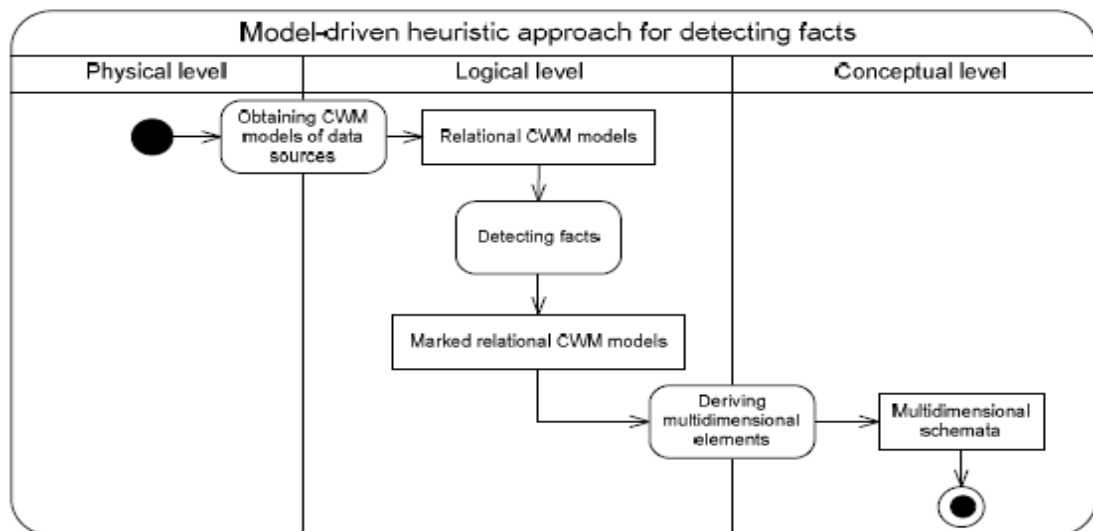 Model-driven heuristic approach for detecting facts
Physical level
Logical level
Conceptual level
Obtaining CWM
models of data
sources
Relational CWM models
Detecting facts
Marked relational CWM models
Deriving
multidimensional
elements
Multidimensional
schemata